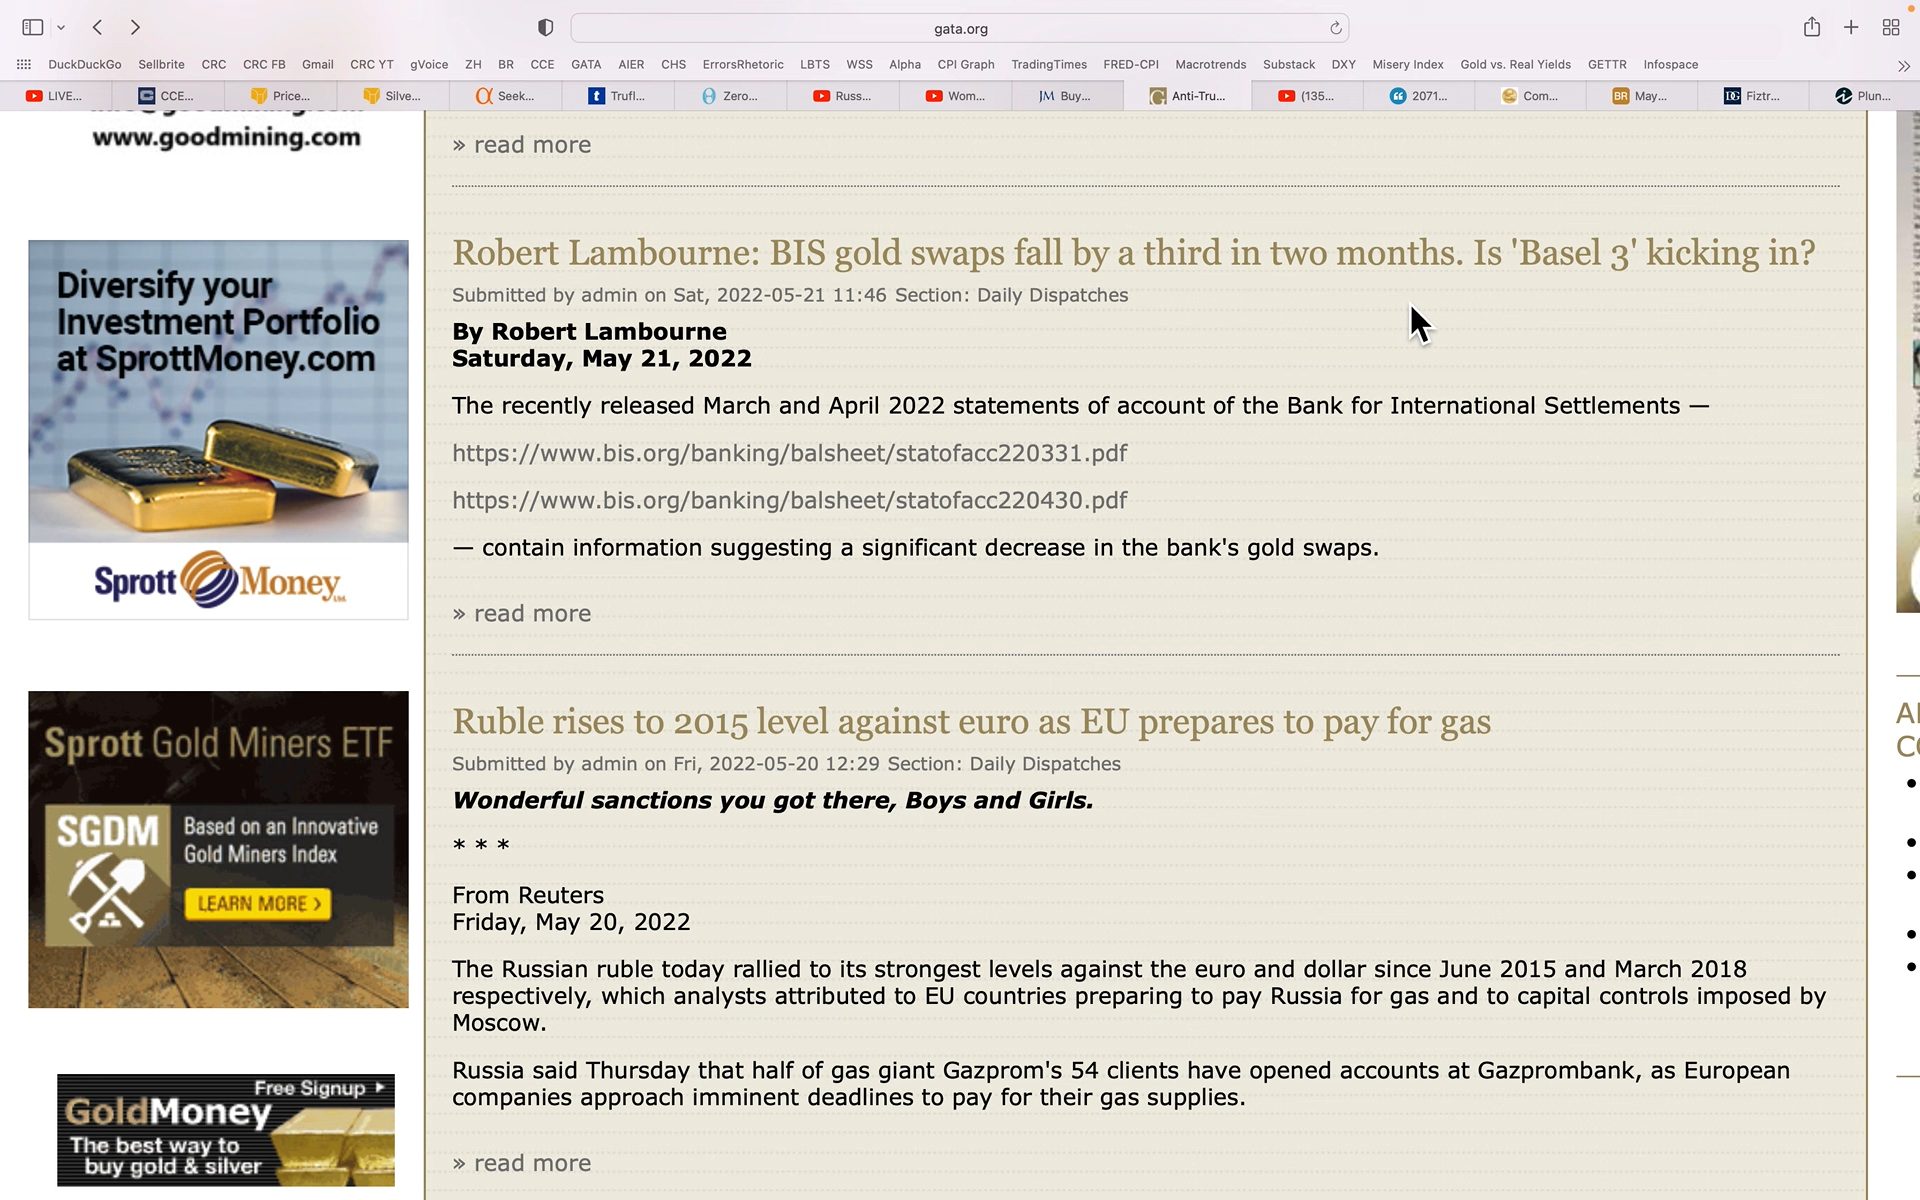 gata.org
DuckDuckGo Sellbrite CRC CRC FB Gmail CRC YT gVoice ZH BR CCE GATA AIER CHS ErrorsRhetoric LBTS WSS Alpha CPI Graph TradingTimes FRED-CPI Macrotrends Substack DXY Misery Index Gold vs. Real Yields GETTR Infospace
LIVE... CCE... Price... Silve... Seek... Trufl... Zero... Russ... Wom... JM Buy... Anti-Tru... (135... 2071... Com... BR May... DG Fiztr... Plun...
www.goodmining.com
» read more
Robert Lambourne: BIS gold swaps fall by a third in two months. Is 'Basel 3' kicking in?
Submitted by admin on Sat, 2022-05-21 11:46 Section: Daily Dispatches
By Robert Lambourne
Saturday, May 21, 2022
The recently released March and April 2022 statements of account of the Bank for International Settlements —
https://www.bis.org/banking/balsheet/statofacc220331.pdf
https://www.bis.org/banking/balsheet/statofacc220430.pdf
— contain information suggesting a significant decrease in the bank's gold swaps.
» read more
Ruble rises to 2015 level against euro as EU prepares to pay for gas
Submitted by admin on Fri, 2022-05-20 12:29 Section: Daily Dispatches
Wonderful sanctions you got there, Boys and Girls.
* * *
From Reuters
Friday, May 20, 2022
The Russian ruble today rallied to its strongest levels against the euro and dollar since June 2015 and March 2018
respectively, which analysts attributed to EU countries preparing to pay Russia for gas and to capital controls imposed by
Moscow.
Russia said Thursday that half of gas giant Gazprom's 54 clients have opened accounts at Gazprombank, as European
companies approach imminent deadlines to pay for their gas supplies.
» read more
Diversify your
Investment Portfolio
at SprottMoney.com
Sprott Money Ltd.
Sprott Gold Miners ETF
SGDM
Based on an Innovative
Gold Miners Index
LEARN MORE >
Free Signup
GoldMoney
The best way to
buy gold & silver